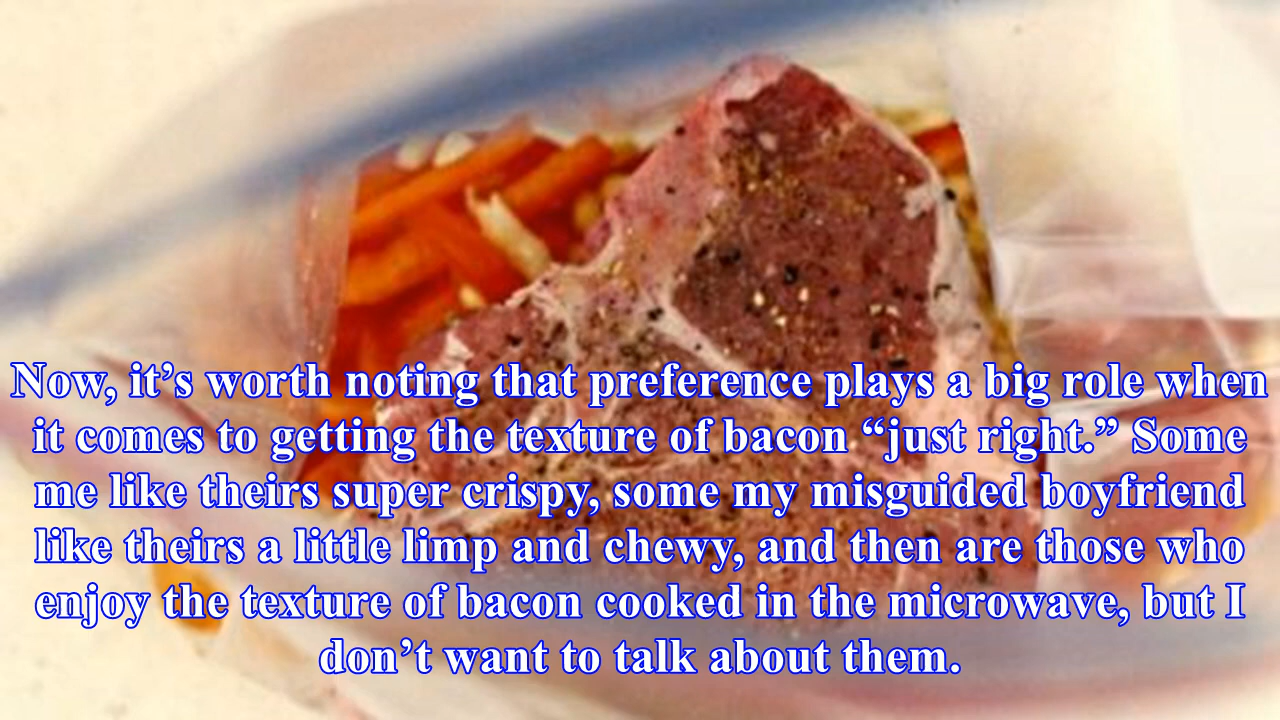 Now, it’s worth noting that preference plays a big role when
it comes to getting the texture of bacon “just right.” Some
me like theirs super crispy, some my misguided boyfriend
like theirs a little limp and chewy, and then are those who
enjoy the texture of bacon cooked in the microwave, but I
don’t want to talk about them.